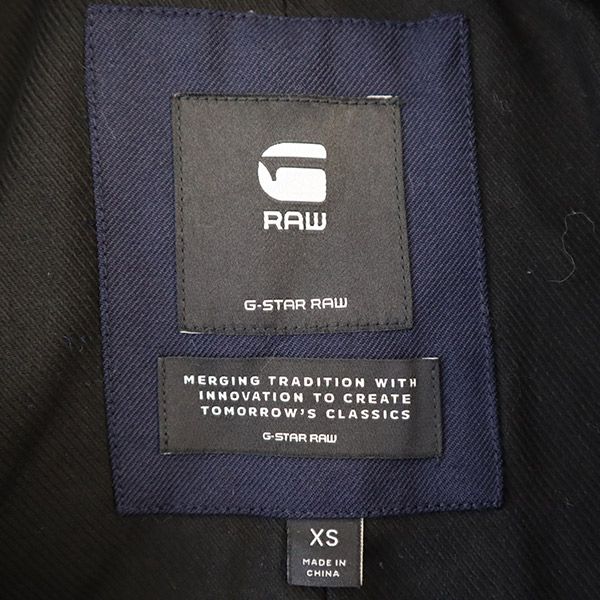 RAW
G-STAR RAW
MERGING TRADITION WITH
INNOVATION TO CREATE
TOMORROW'S CLASSICS
G-STAR RAW
XS
MADE IN
CHINA